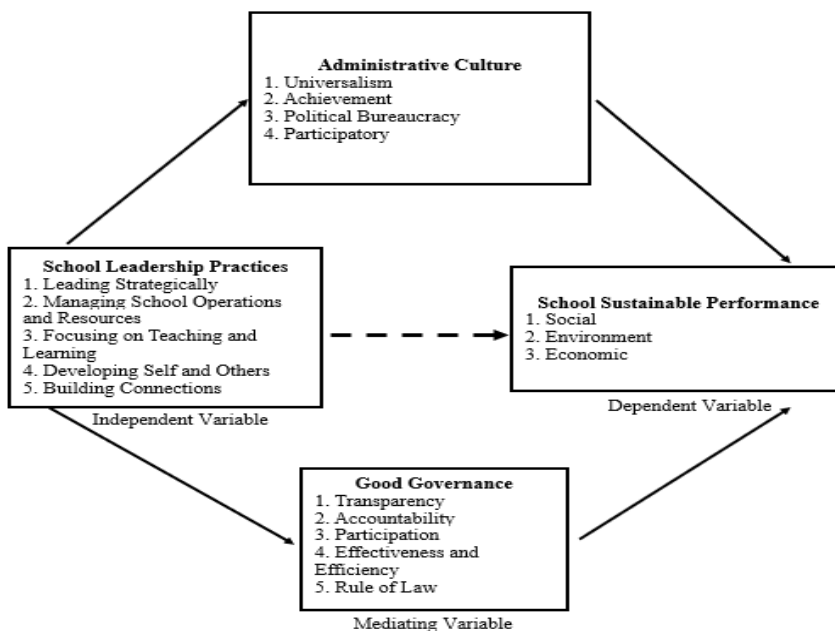 Administrative Culture
1. Universalism
2. Achievement
3. Political Bureaucracy
4. Participatory
School Leadership Practices
1. Leading Strategically
2. Managing School Operations
and Resources
3. Focusing on Teaching and
Learning
4. Developing Self and Others
5. Building Connections
Independent Variable
School Sustainable Performance
1. Social
2. Environment
3. Economic
Dependent Variable
Good Governance
1. Transparency
2. Accountability
3. Participation
4. Effectiveness and
Efficiency
5. Rule of Law
Mediating Variable